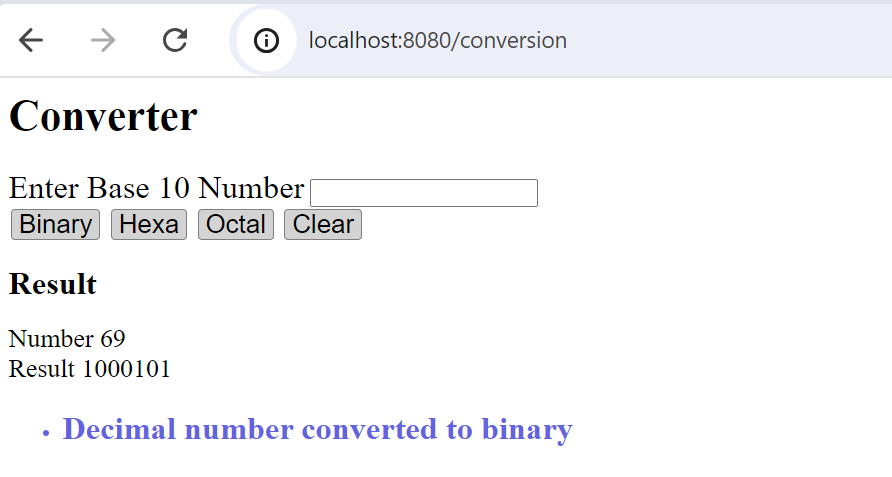 localhost:8080/conversion
Converter
Enter Base 10 Number
Binary Hexa Octal Clear
Result
Number 69
Result 1000101
Decimal number converted to binary